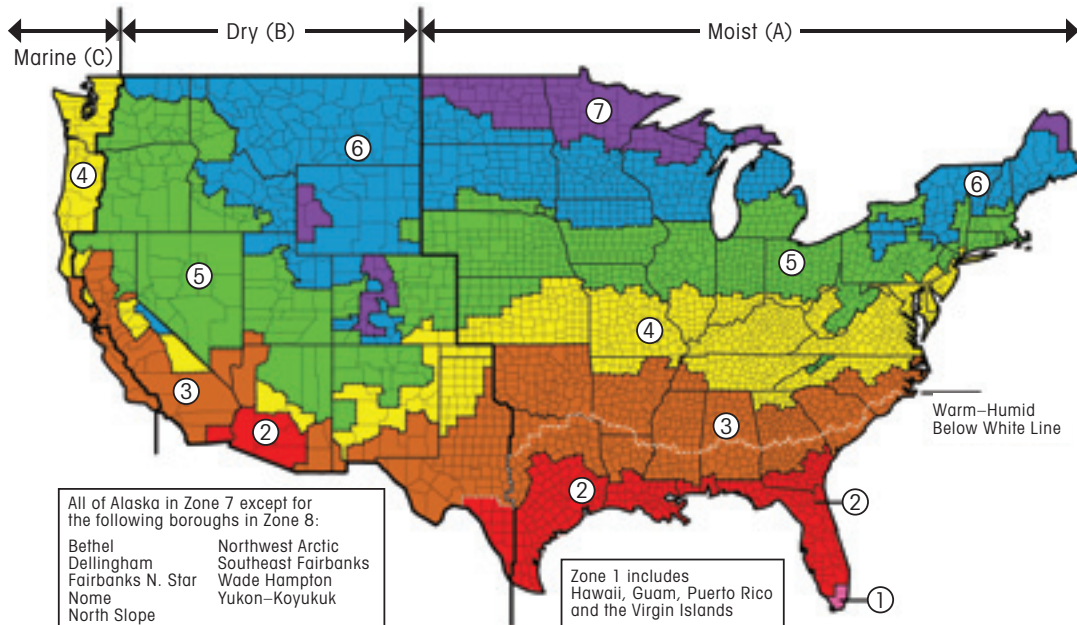 Marine (C)
Dry (B)
Moist (A)
7
6
4
6
5
5
4
3
3
Warm–Humid
Below White Line
2
2
2
1
All of Alaska in Zone 7 except for
the following boroughs in Zone 8:
Bethel
Dellingham
Fairbanks N. Star
Nome
North Slope
Northwest Arctic
Southeast Fairbanks
Wade Hampton
Yukon–Koyukuk
Zone 1 includes
Hawaii, Guam, Puerto Rico
and the Virgin Islands